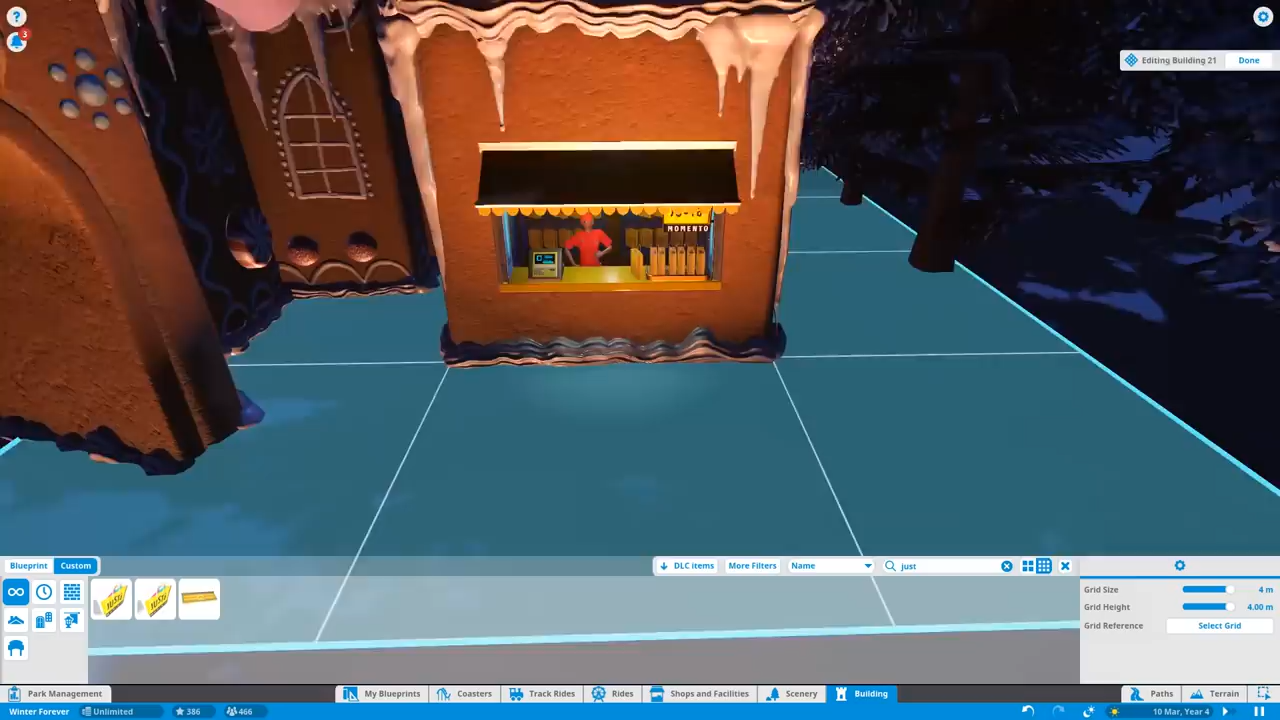 ?
3
Editing Building 21
Done
MOMENTO
Blueprint
Custom
DLC items
More Filters
Name
just
Grid Size
4 m
Grid Height
4.00 m
Grid Reference
Select Grid
Park Management
My Blueprints
Coasters
Track Rides
Rides
Shops and Facilities
Scenery
Building
Paths
Terrain
Winter Forever
Unlimited
386
466
10 Mar, Year 4